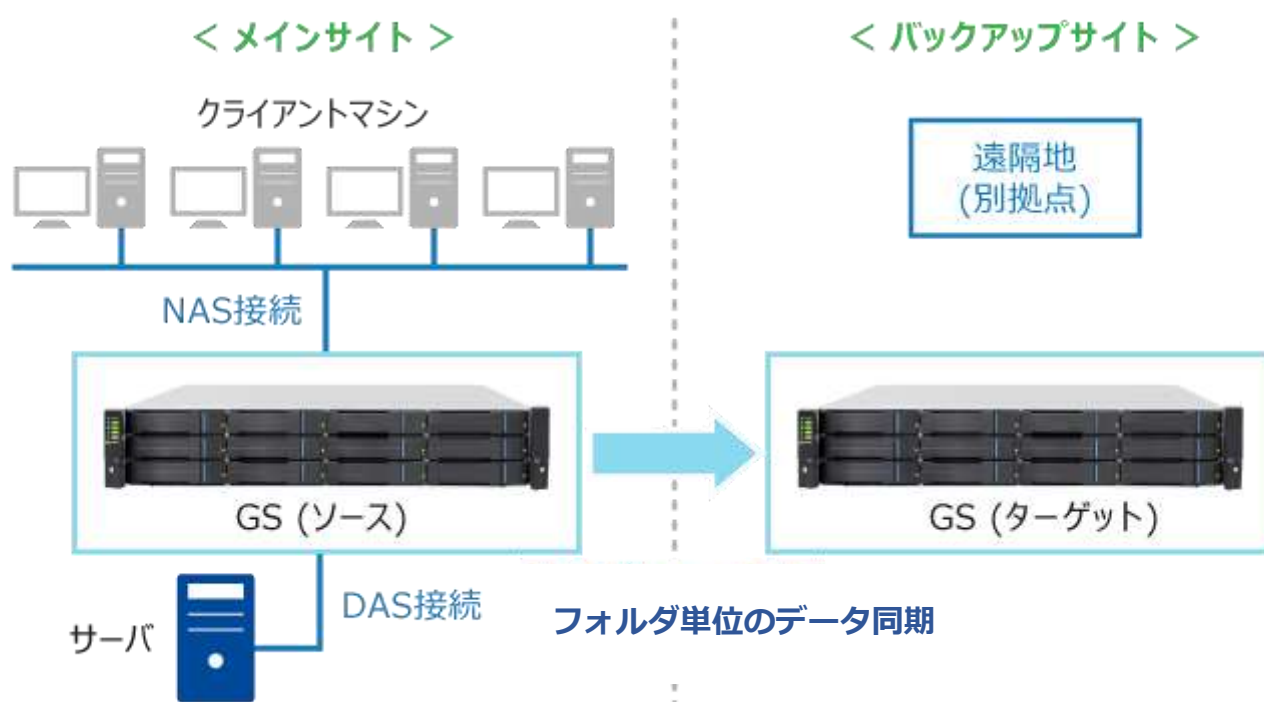 < メインサイト >
< バックアップサイト >
クライアントマシン
遠隔地
(別拠点)
NAS接続
GS (ソース)
GS (ターゲット)
DAS接続
フォルダ単位のデータ同期
サーバ